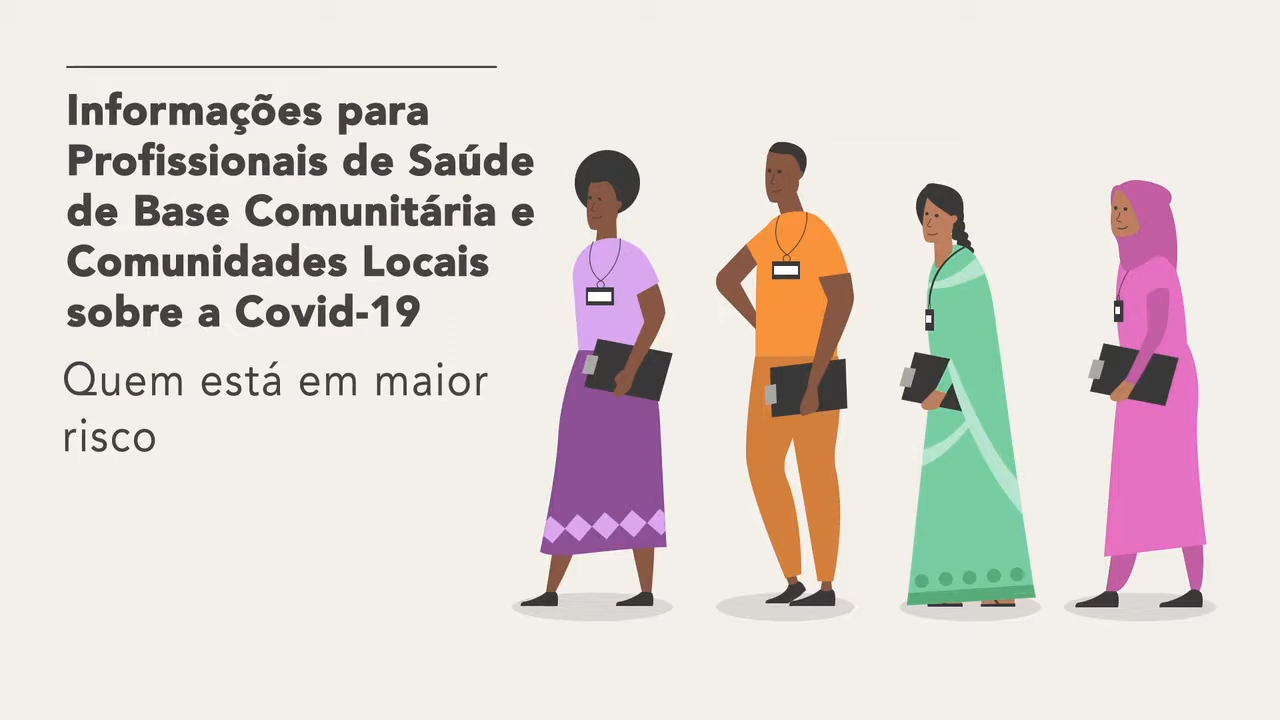 Informações para
Profissionais de Saúde
de Base Comunitária e
Comunidades Locais
sobre a Covid-19
Quem está em maior
risco